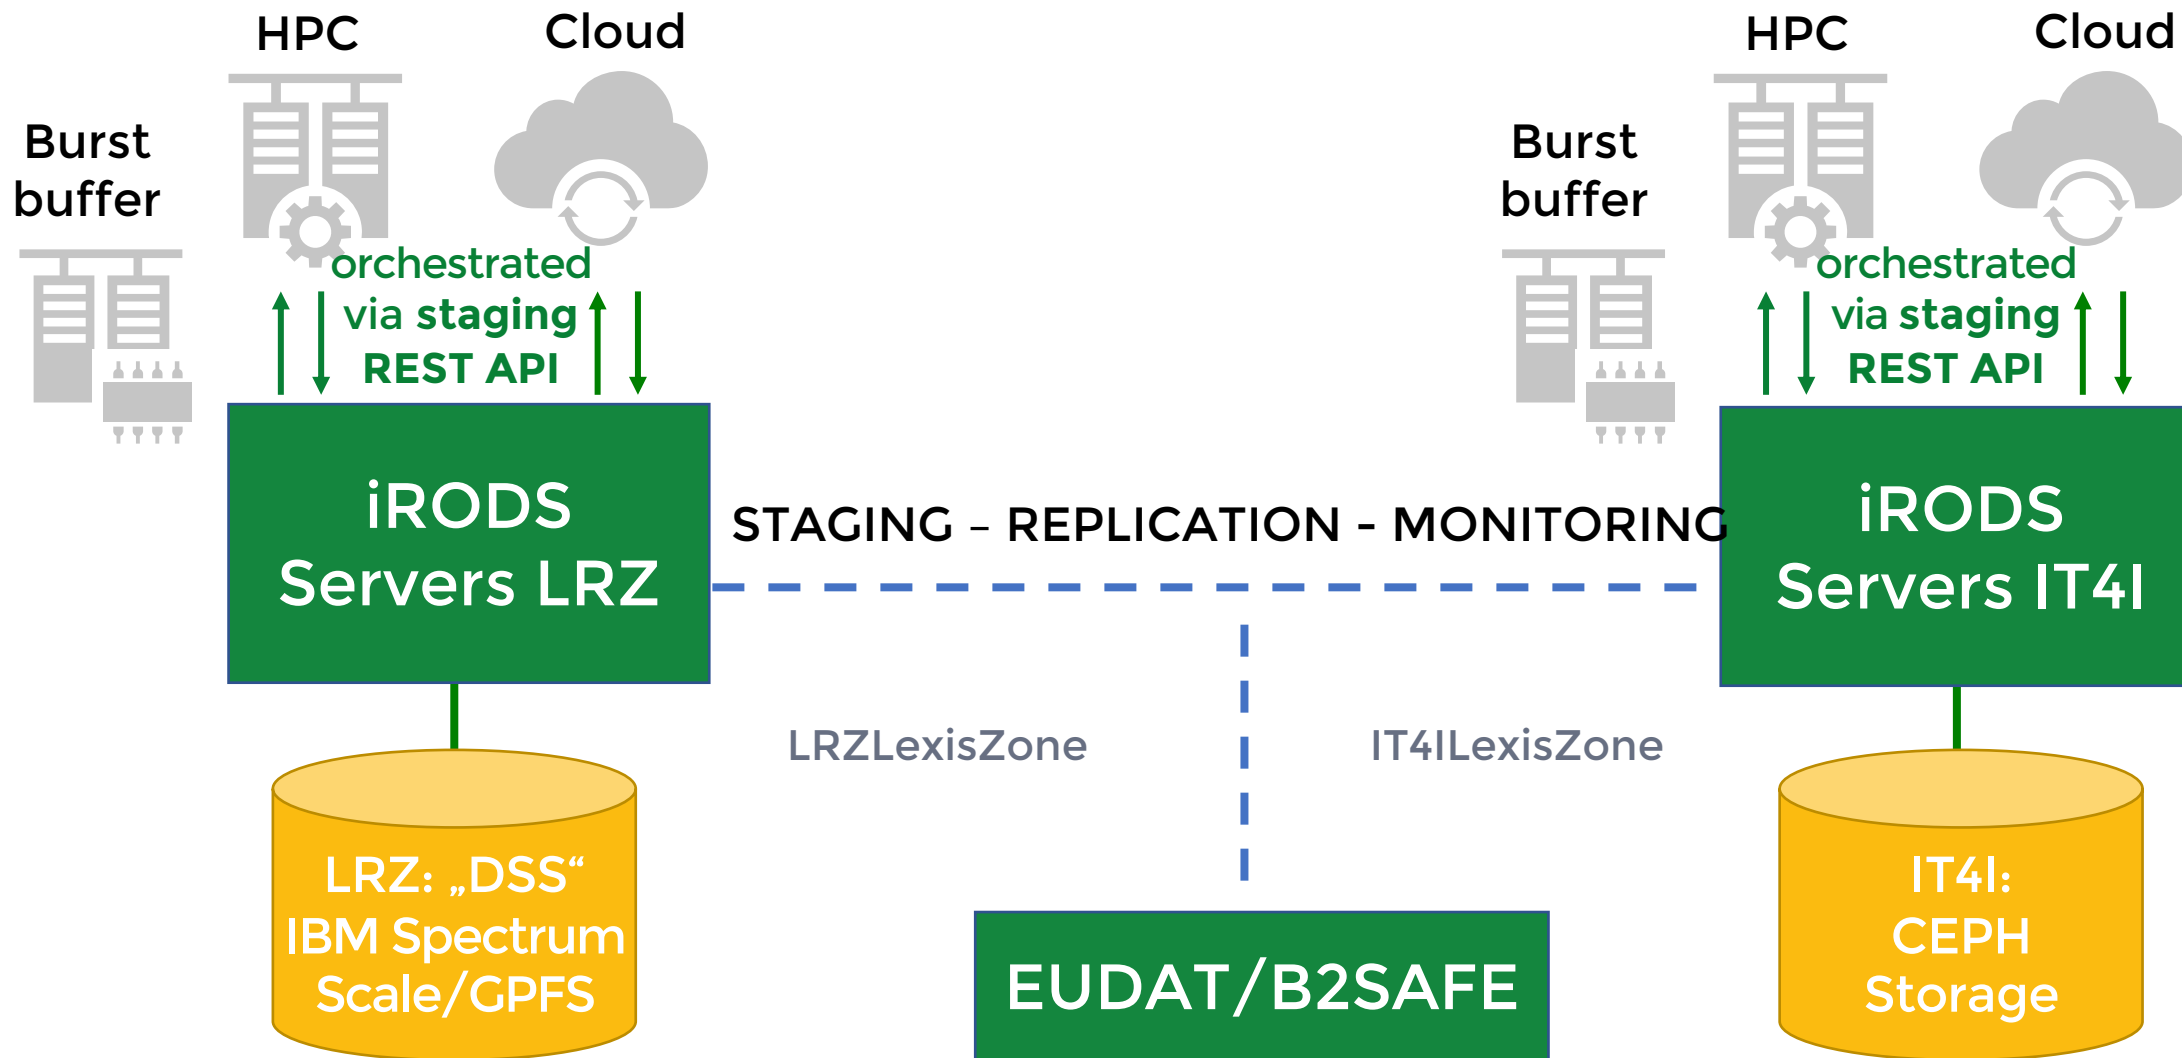 HPC
Cloud
Burst
buffer
orchestrated
via staging
REST API
iRODS
Servers LRZ
LRZ: „DSS“
IBM Spectrum
Scale/GPFS
STAGING – REPLICATION - MONITORING
LRZLexisZone
IT4ILexisZone
EUDAT/B2SAFE
HPC
Cloud
Burst
buffer
orchestrated
via staging
REST API
iRODS
Servers IT4I
IT4I:
CEPH
Storage